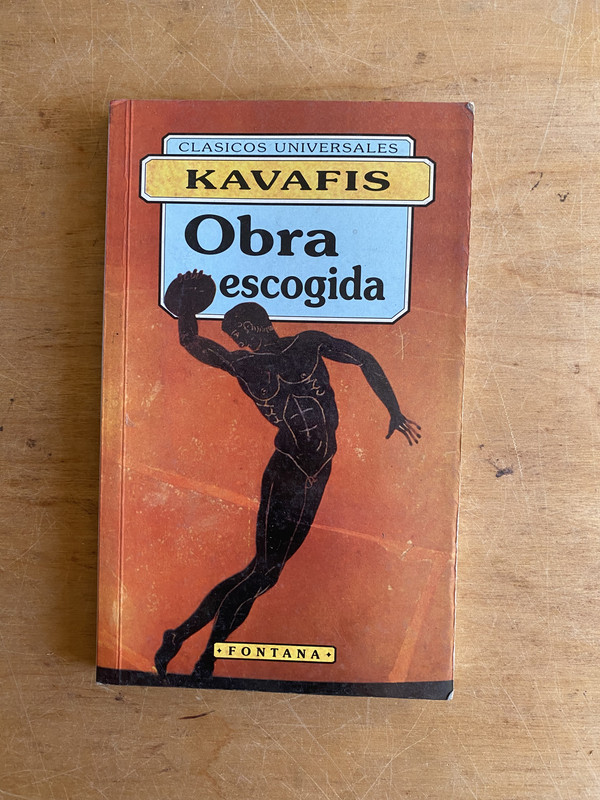 CLASICOS UNIVERSALES
KAVAFIS
Obra
escogida
FONTANA